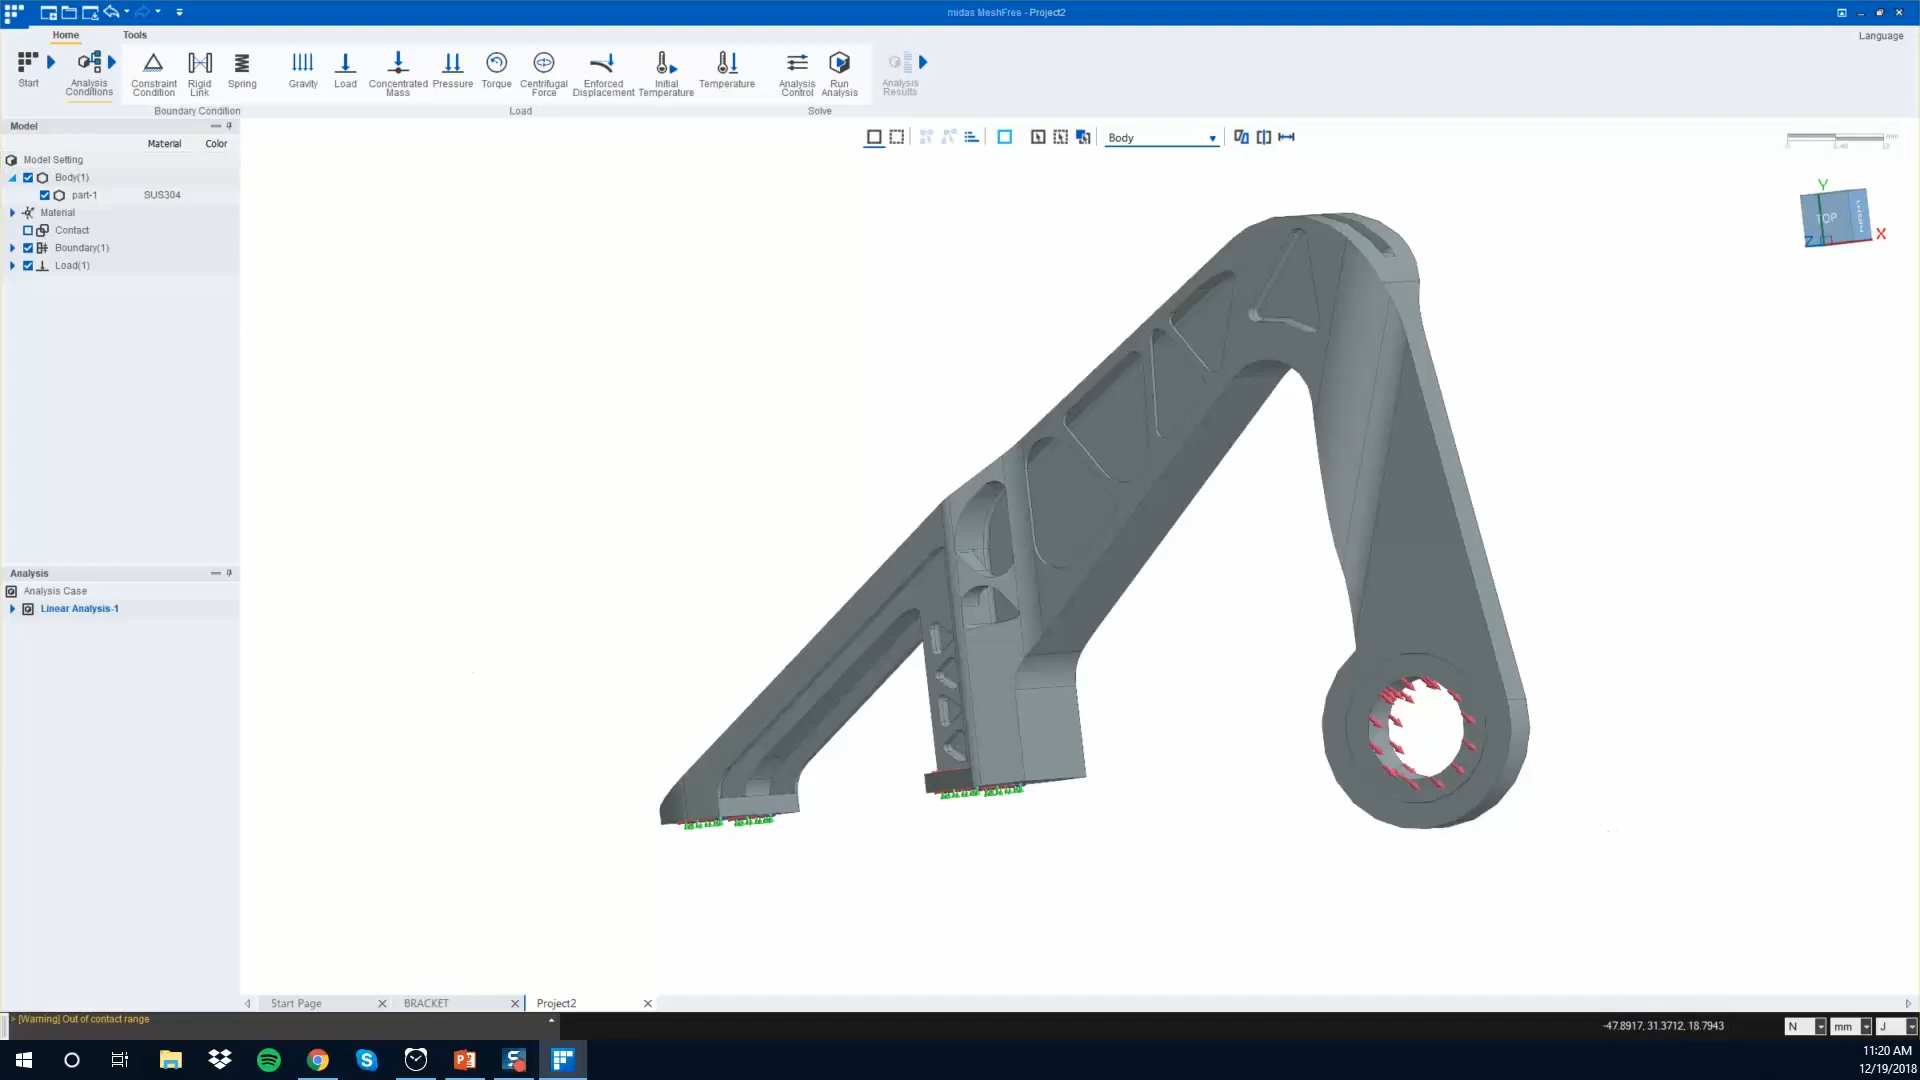 midas MeshFree - Project2
Home
Tools
Language
Start
Analysis
Conditions
Constraint
Condition
Rigid
Link
Spring
Gravity
Load
Concentrated
Mass
Pressure
Torque
Centrifugal
Force
Enforced
Displacement
Initial
Temperature
Temperature
Analysis
Control
Run
Analysis
Analysis
Results
Boundary Condition
Load
Solve
Model
Material
Color
Model Setting
Body(1)
part-1
SUS304
Material
Contact
Boundary(1)
Load(1)
Body
mm
TOP
Y
X
Z
Analysis
Analysis Case
Linear Analysis-1
Start Page
BRACKET
Project2
> [Warning] Out of contact range
-47.8917, 31.3712, 18.7943
N
mm
J
11:20 AM
12/19/2018